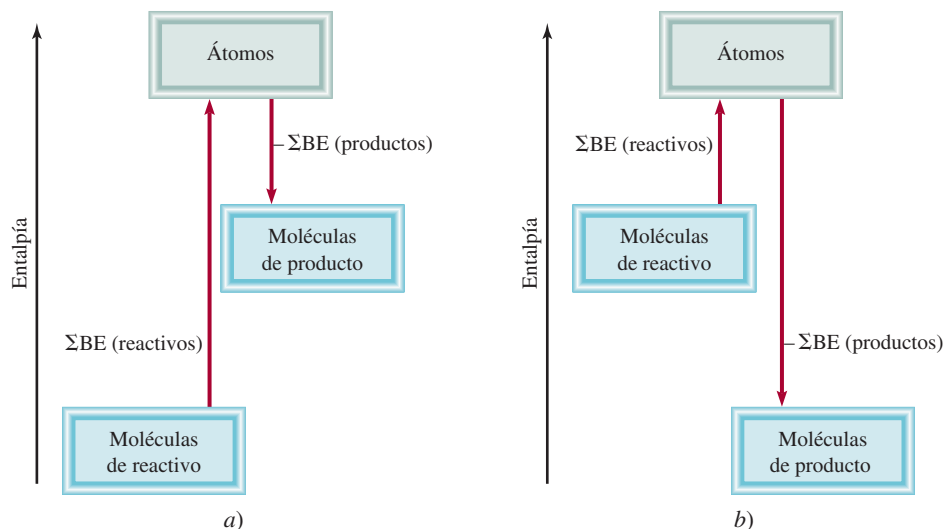 Átomos
– ΣBE (productos)
Moléculas
de producto
Entalpía
ΣBE (reactivos)
Moléculas
de reactivo
a)
Átomos
ΣBE (reactivos)
Moléculas
de reactivo
Entalpía
– ΣBE (productos)
Moléculas
de producto
b)